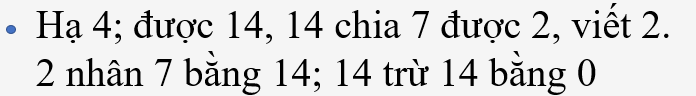 • Hạ 4; được 14, 14 chia 7 được 2, viết 2.
2 nhân 7 bằng 14; 14 trừ 14 bằng 0